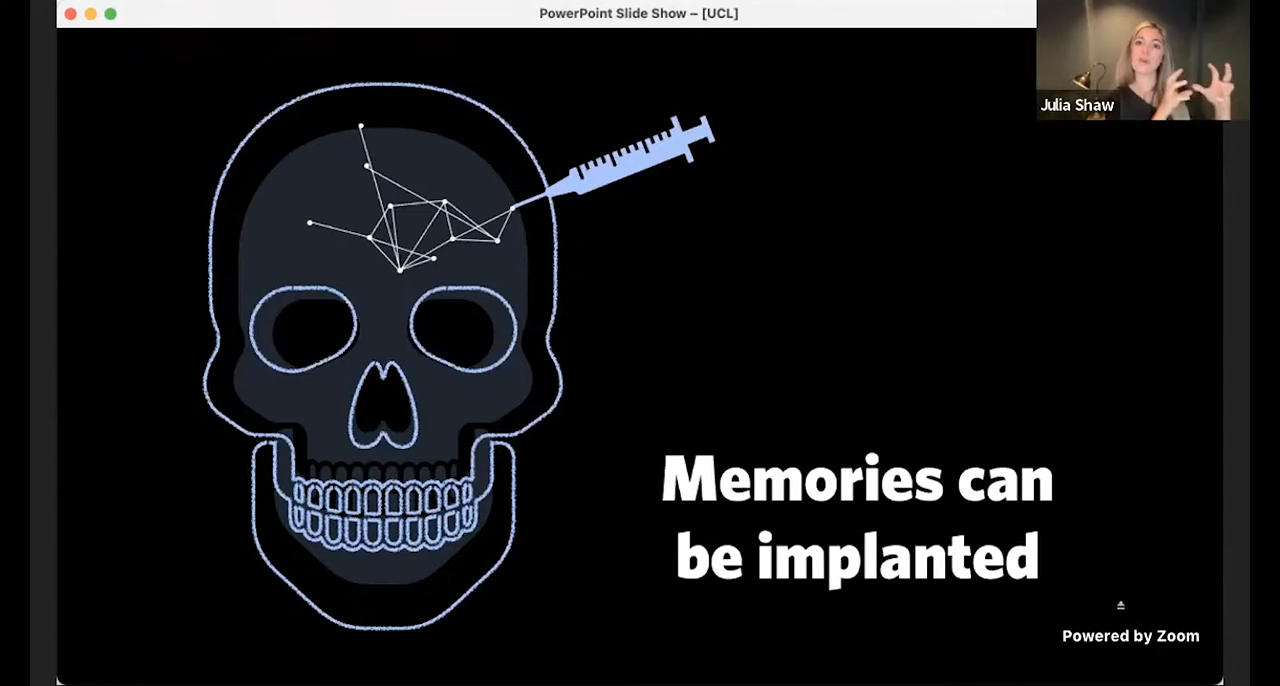 PowerPoint Slide Show – [UCL]
Julia Shaw
Memories can
be implanted
Powered by Zoom